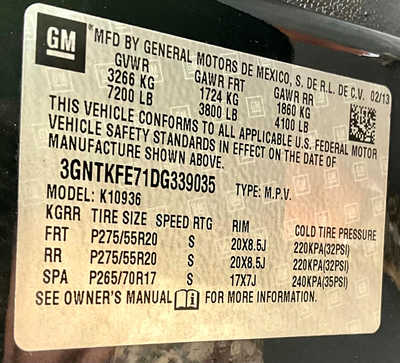 GM
*MFD BY GENERAL MOTORS DE MEXICO, S. DE R.L. DE C.V. 02/13
GVWR GAWR FRT GAWR RR
3266 KG 1724 KG 1860 KG
7200 LB 3800 LB 4100 LB
THIS VEHICLE CONFORMS TO ALL APPLICABLE U.S. FEDERAL MOTOR
VEHICLE SAFETY STANDARDS IN EFFECT ON THE DATE OF
MANUFACTURE SHOWN ABOVE.
3GNTKFE71DG339035 TYPE: M.P.V.
MODEL: K10936
KGRR TIRE SIZE SPEED RTG RIM COLD TIRE PRESSURE
FRT P275/55R20 S 20X8.5J 220KPA(32PSI)
RR P275/55R20 S 20X8.5J 220KPA(32PSI)
SPA P265/70R17 S 17X7J 240KPA(35PSI)
SEE OWNER'S MANUAL i FOR MORE INFORMATION.